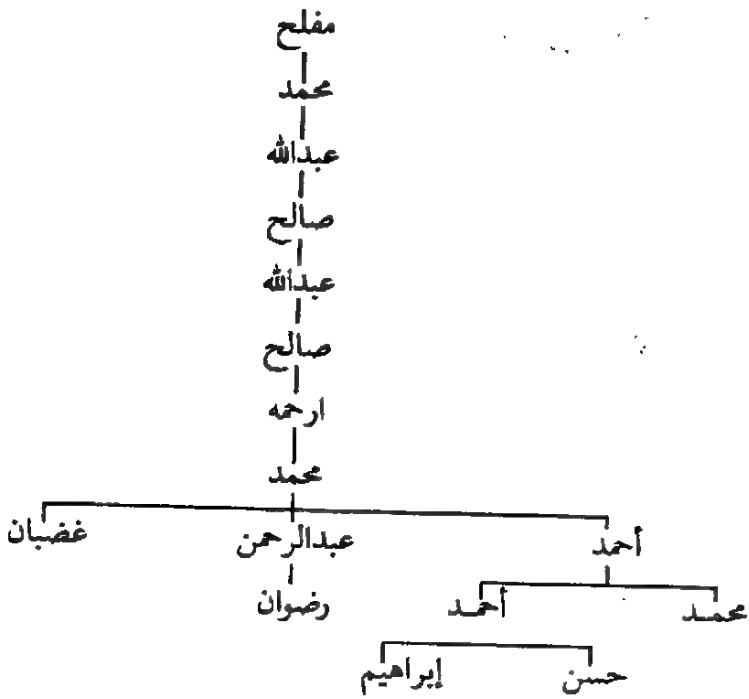 مفلح
محمد
عبدالله
صالح
عبدالله
صالح
ارحمه
محمد
أحمد عبدالرحمن غضبان
محمد أحمد رضوان
حسن إبراهيم